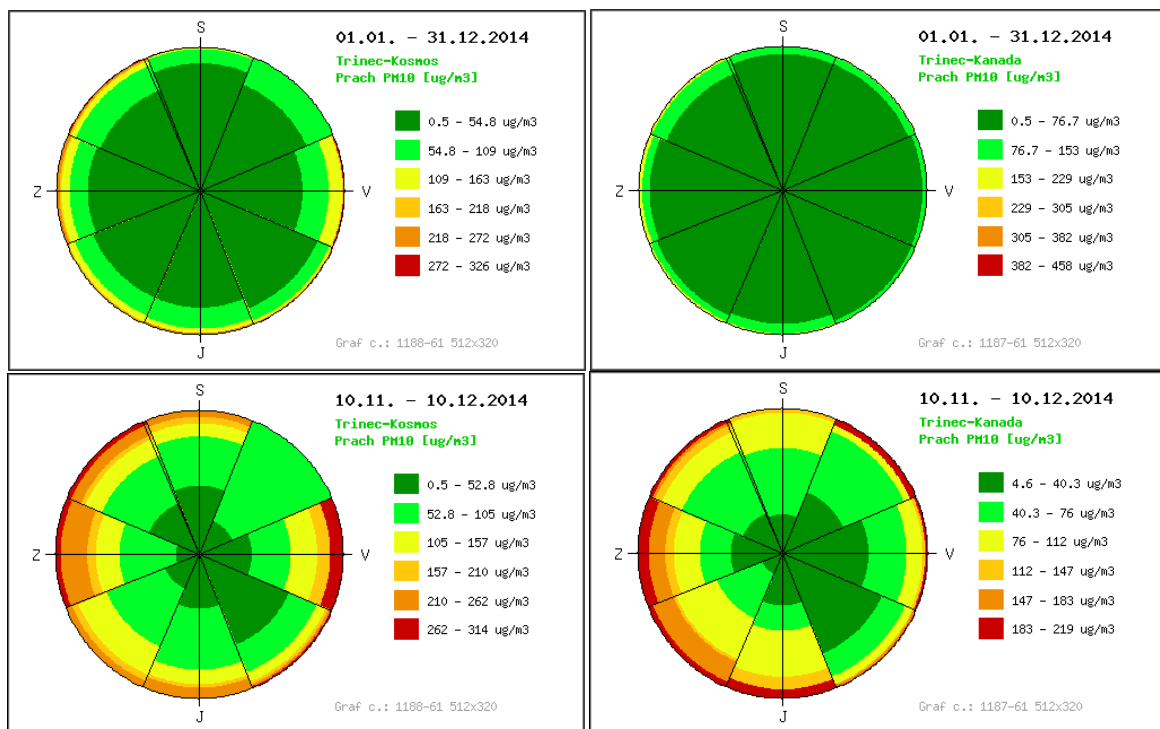 01.01. - 31.12.2014
Trinec-Kosmos
Prach PM10 [ug/m3]
S
Z
V
J
0.5 - 54.8 ug/m3
54.8 - 109 ug/m3
109 - 163 ug/m3
163 - 218 ug/m3
218 - 272 ug/m3
272 - 326 ug/m3
Graf c.: 1188-61 512x320
01.01. - 31.12.2014
Trinec-Kanada
Prach PM10 [ug/m3]
S
Z
V
J
0.5 - 76.7 ug/m3
76.7 - 153 ug/m3
153 - 229 ug/m3
229 - 305 ug/m3
305 - 382 ug/m3
382 - 458 ug/m3
Graf c.: 1187-61 512x320
10.11. - 10.12.2014
Trinec-Kosmos
Prach PM10 [ug/m3]
S
Z
V
J
0.5 - 52.8 ug/m3
52.8 - 105 ug/m3
105 - 157 ug/m3
157 - 210 ug/m3
210 - 262 ug/m3
262 - 314 ug/m3
Graf c.: 1188-61 512x320
10.11. - 10.12.2014
Trinec-Kanada
Prach PM10 [ug/m3]
S
Z
V
J
4.6 - 40.3 ug/m3
40.3 - 76 ug/m3
76 - 112 ug/m3
112 - 147 ug/m3
147 - 183 ug/m3
183 - 219 ug/m3
Graf c.: 1187-61 512x320